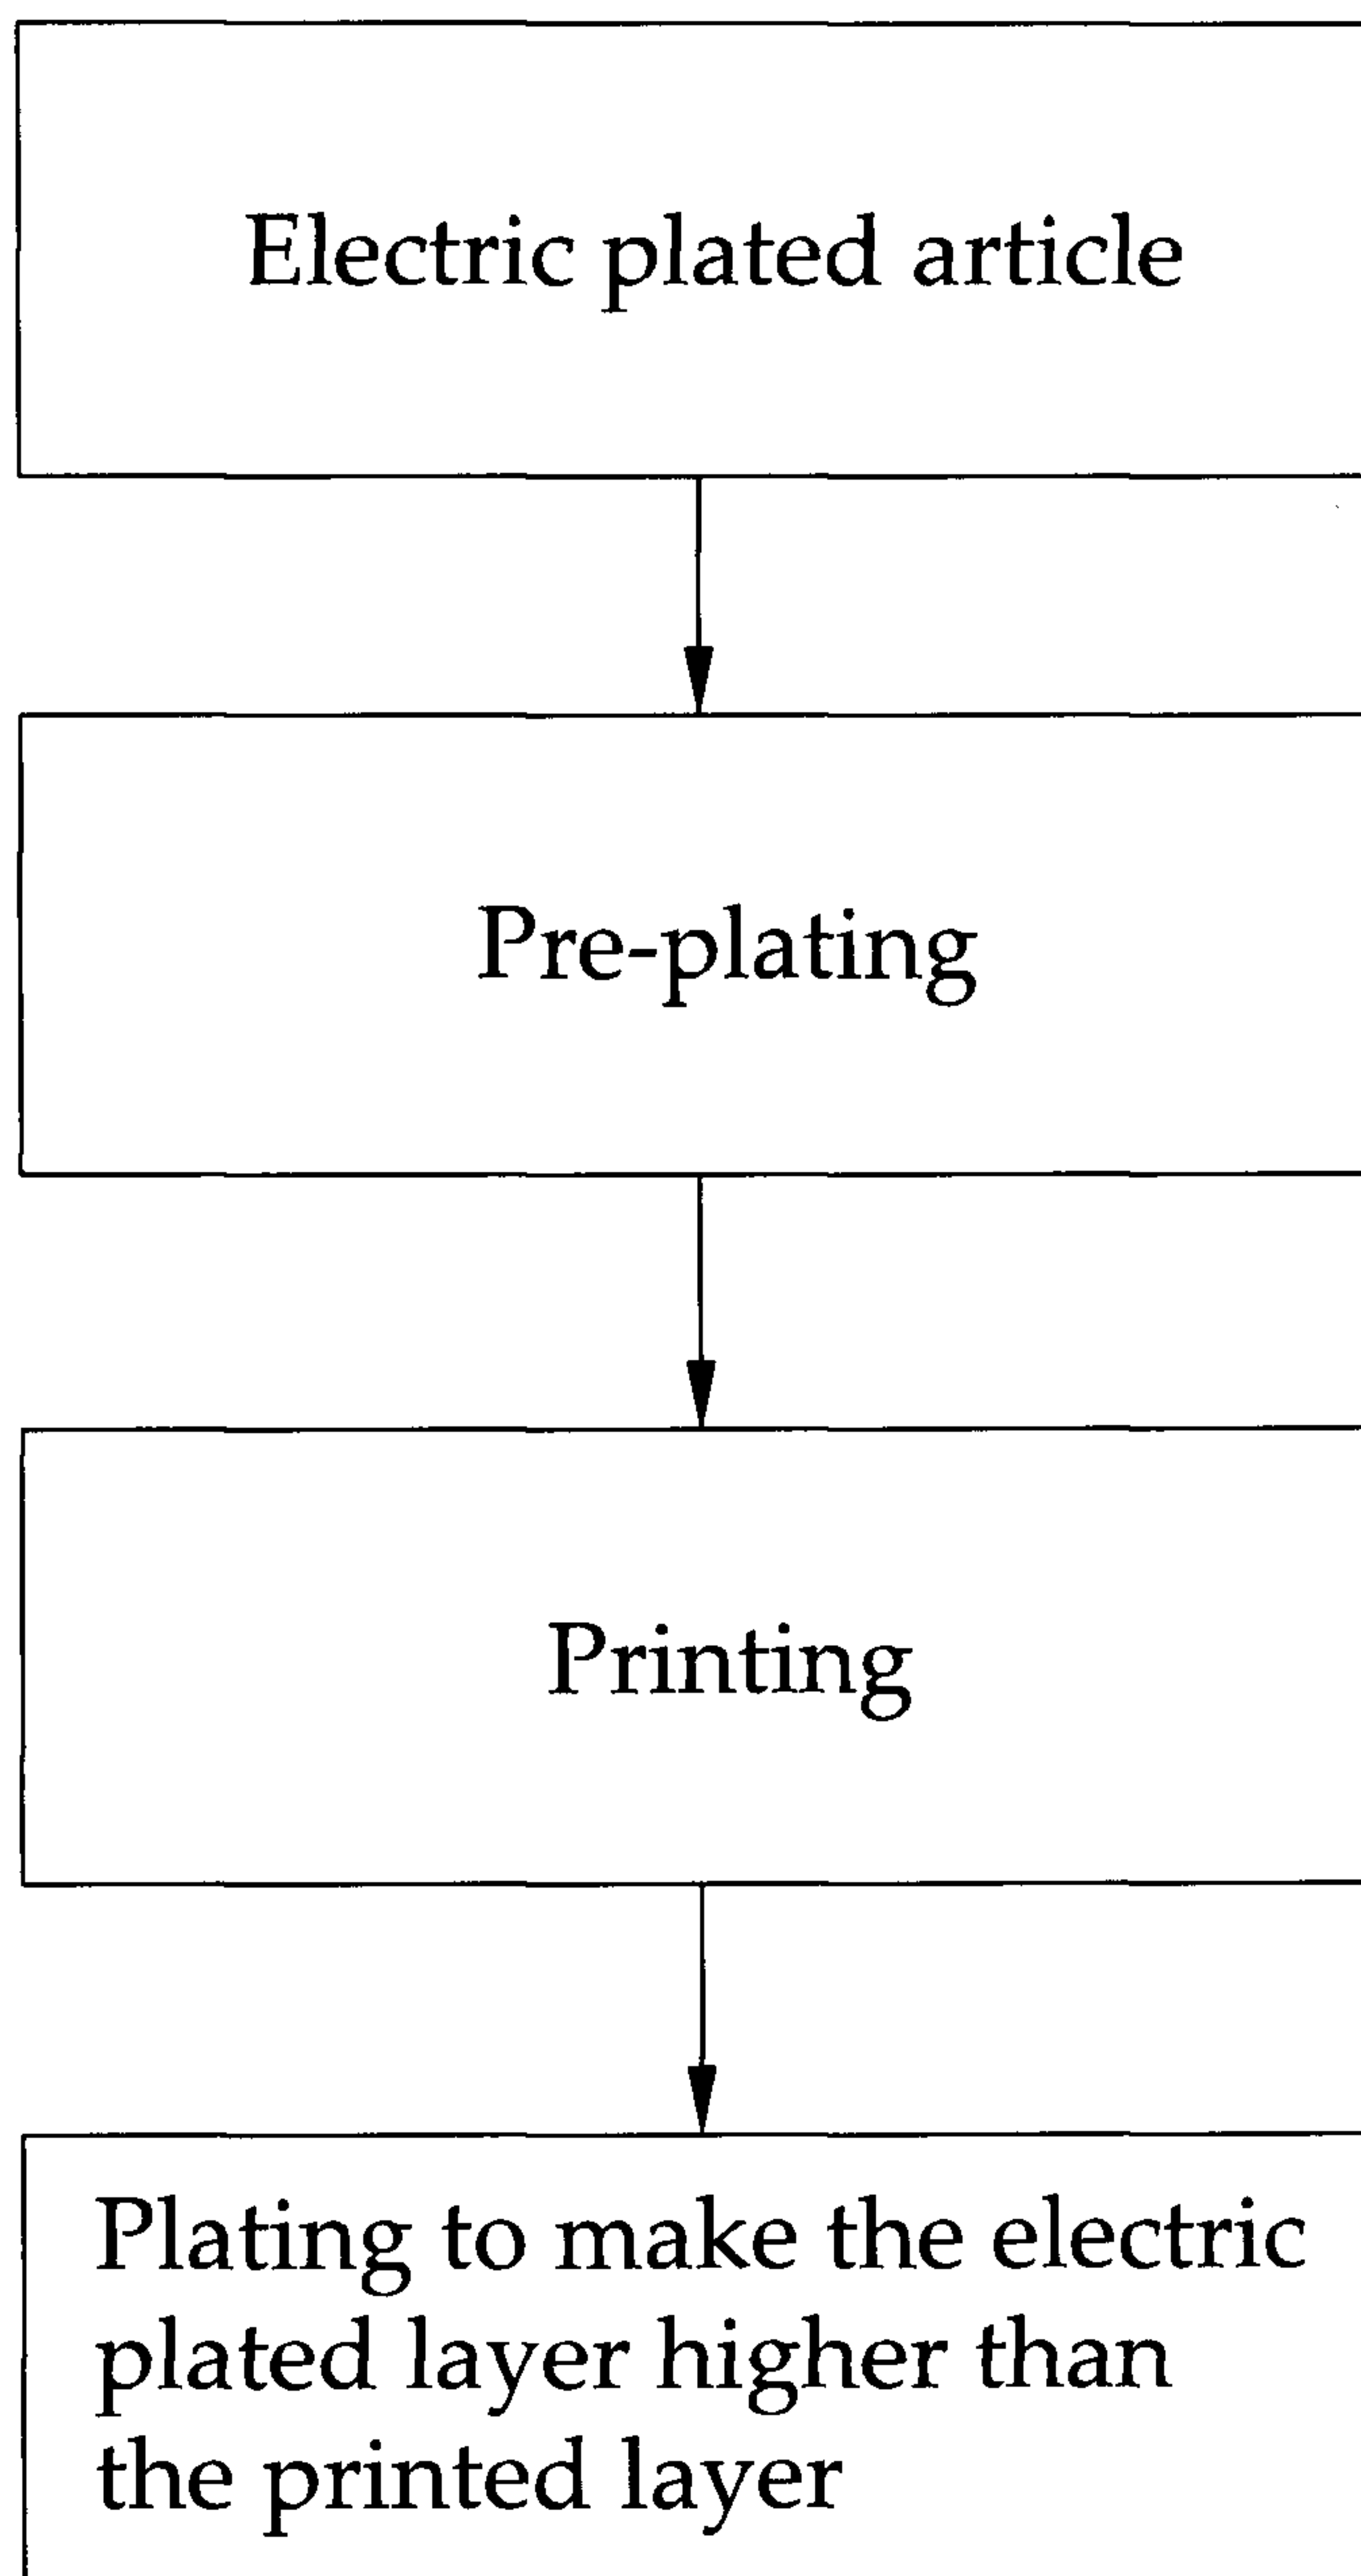 Electric plated article
Pre-plating
Printing
Plating to make the electric
plated layer higher than
the printed layer